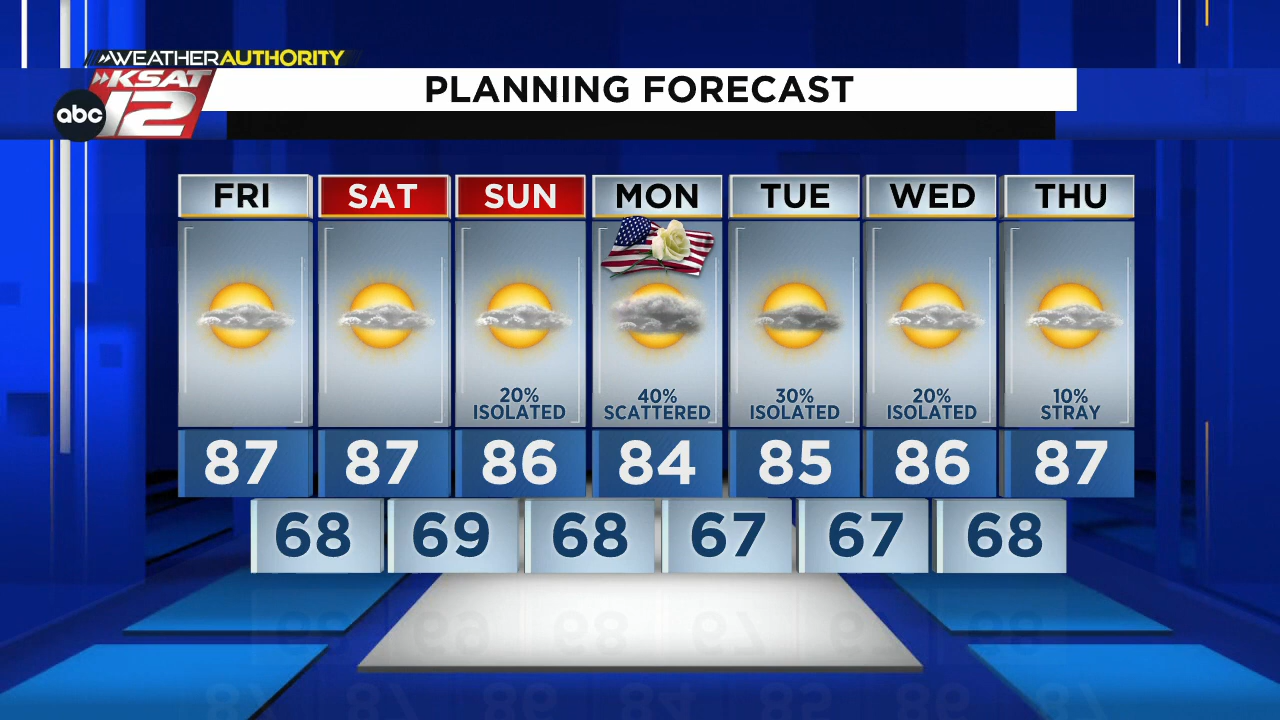 WEATHERAUTHORITY
KSAT
abc 12
PLANNING FORECAST
FRI SAT SUN MON TUE WED THU
20% 40% 30% 20% 10%
ISOLATED SCATTERED ISOLATED ISOLATED STRAY
87 87 86 84 85 86 87
68 69 68 67 67 68